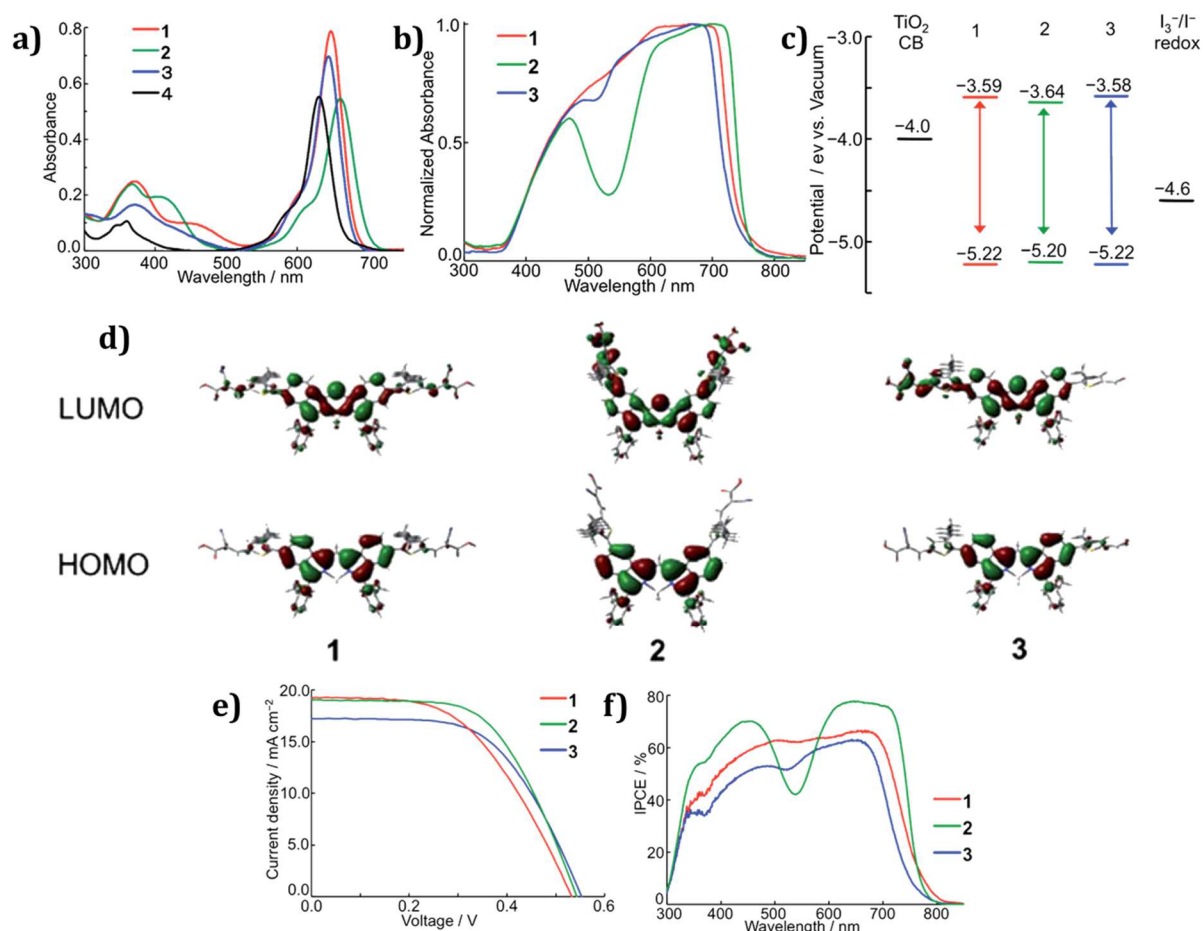 a)
1
2
3
4
Absorbance
0.8
0.6
0.4
0.2
0.0
300 400 500 600 700
Wavelength / nm
b)
1
2
3
Normalized Absorbance
1.0
0.5
0
300 400 500 600 700 800
Wavelength / nm
c)
TiO₂ CB
1
2
3
I₃⁻/I⁻ redox
Potential / ev vs. Vacuum
−3.0
−4.0
−5.0
−4.0
−3.59
−3.64
−3.58
−4.6
−5.22
−5.20
−5.22
d)
LUMO
HOMO
1 2 3
e)
1
2
3
Current density / mA cm⁻²
20.0
15.0
10.0
5.0
0.0
0.0 0.2 0.4 0.6
Voltage / V
f)
1
2
3
IPCE / %
80
60
40
20
0
300 400 500 600 700 800
Wavelength / nm